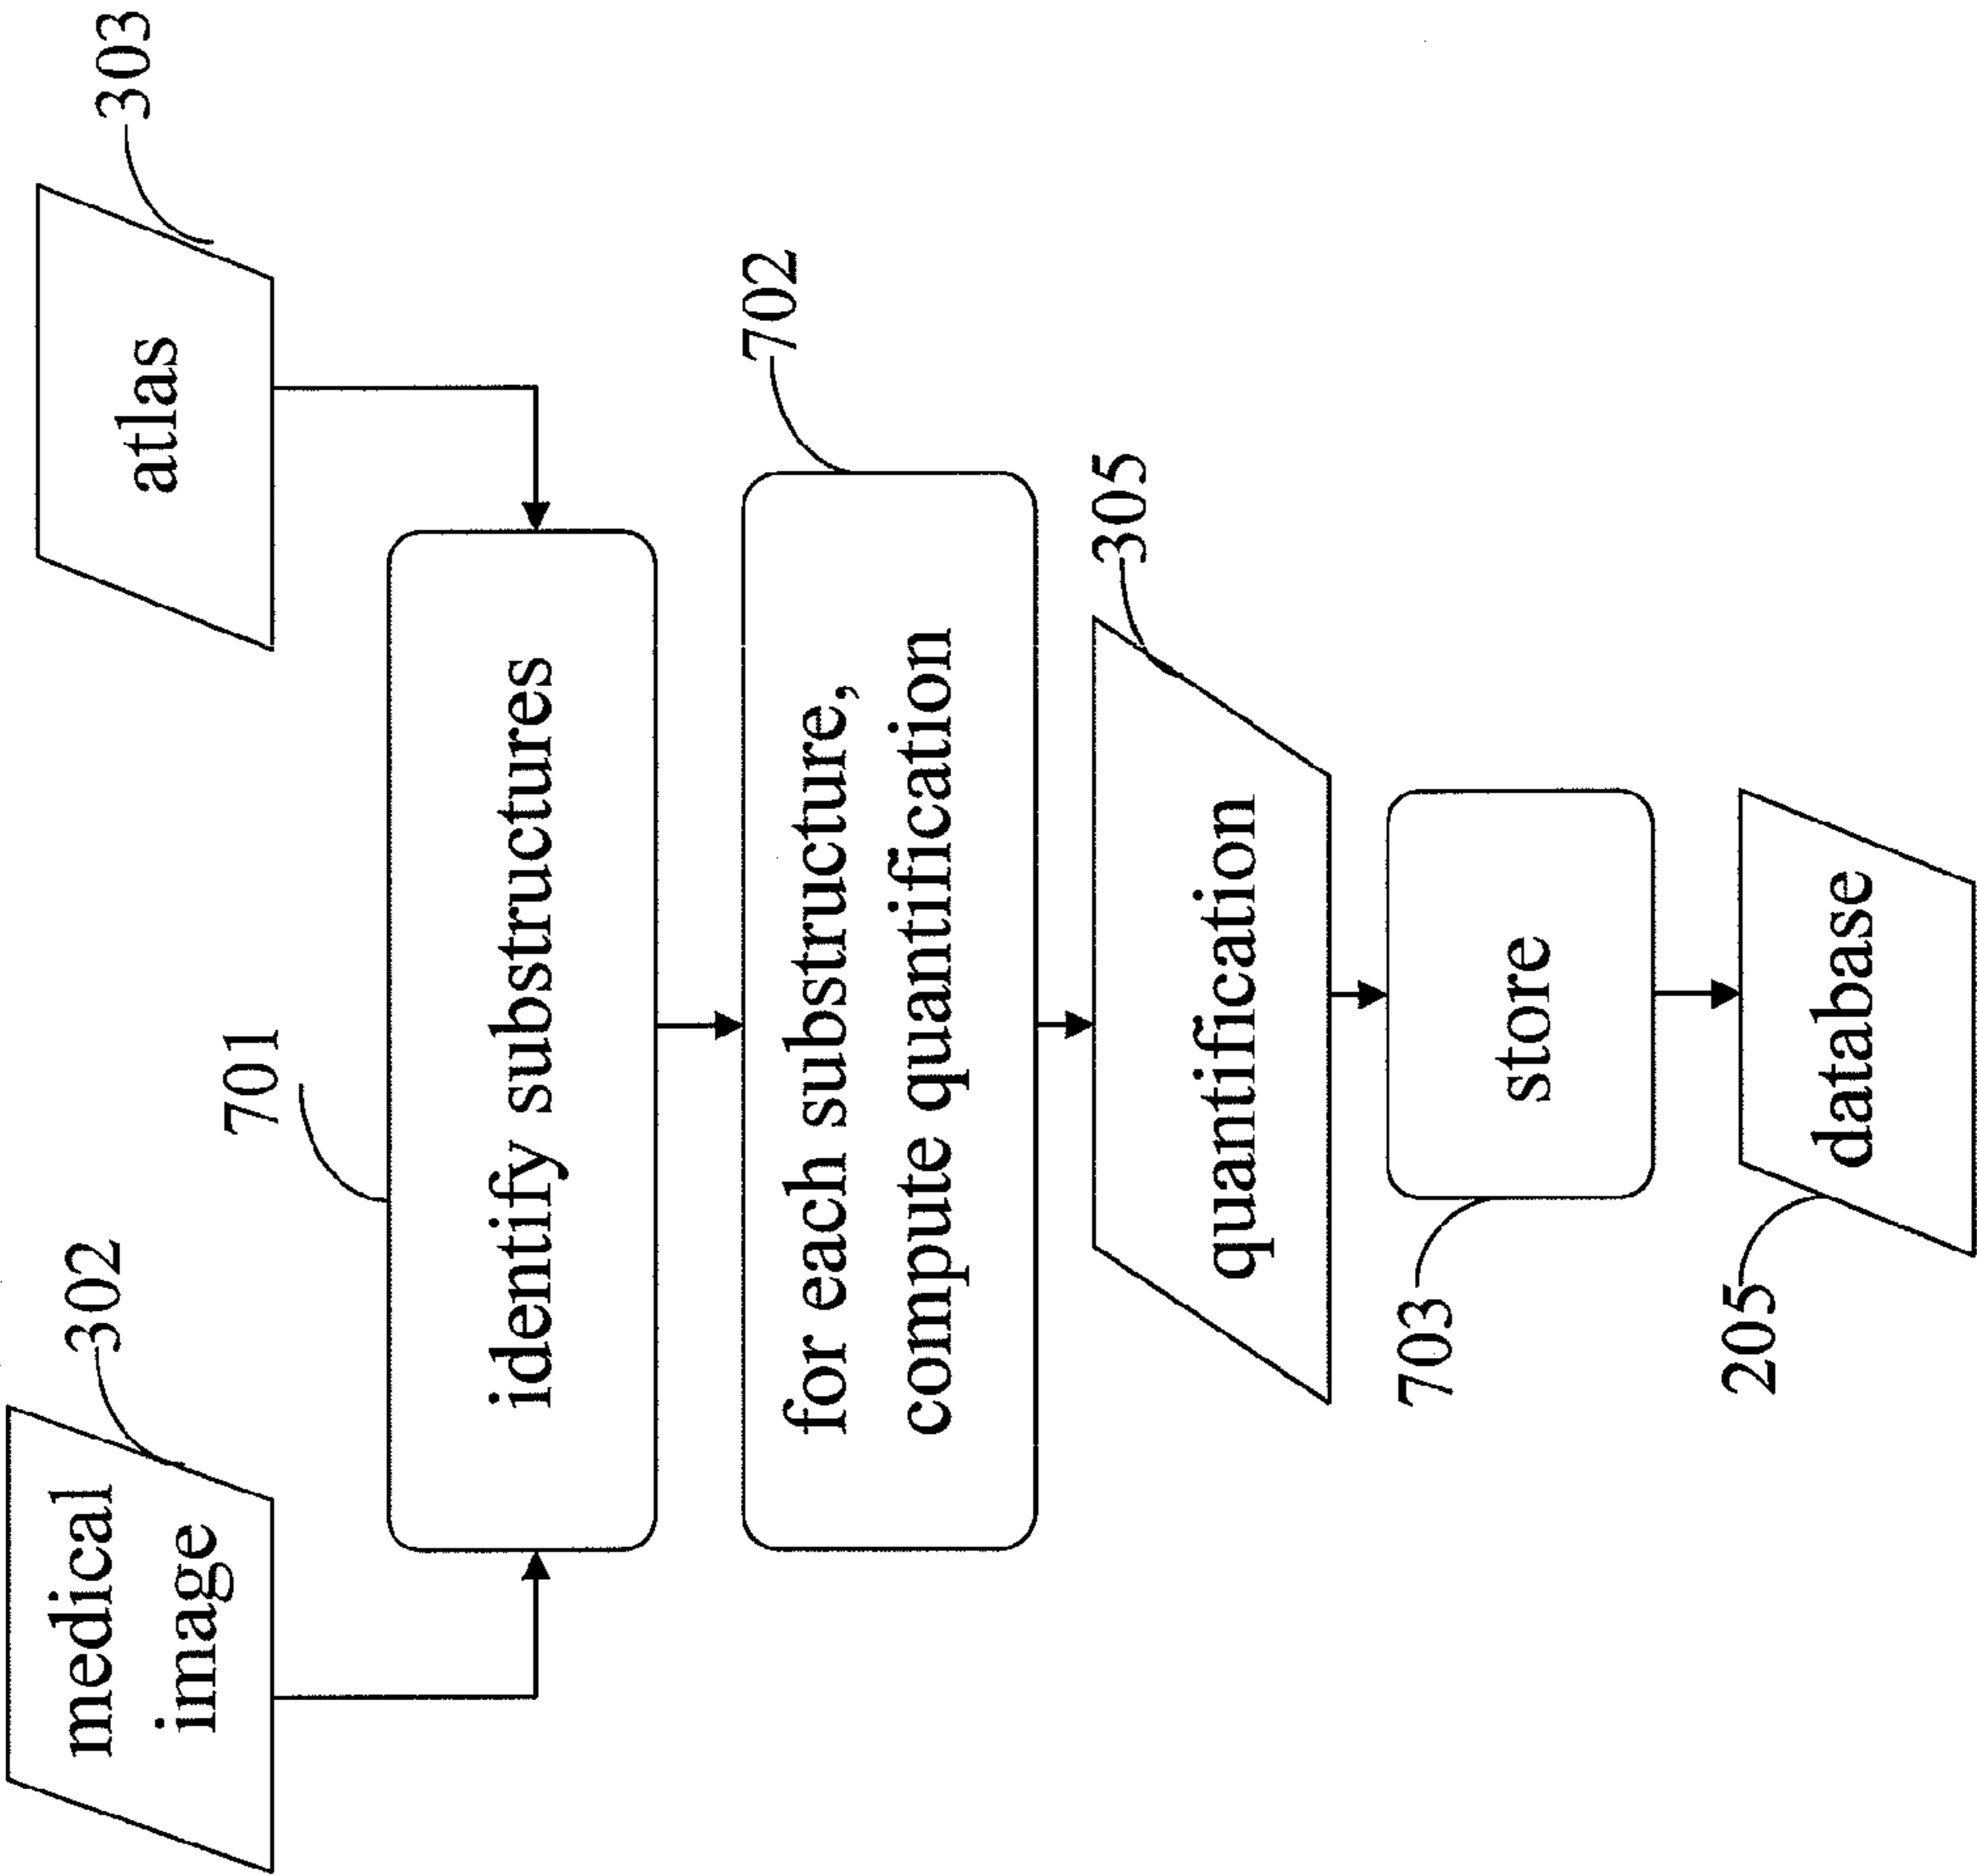 medical
image
302
atlas
303
701
identify substructures
702
for each substructure,
compute quantification
305
quantification
703
store
205
database